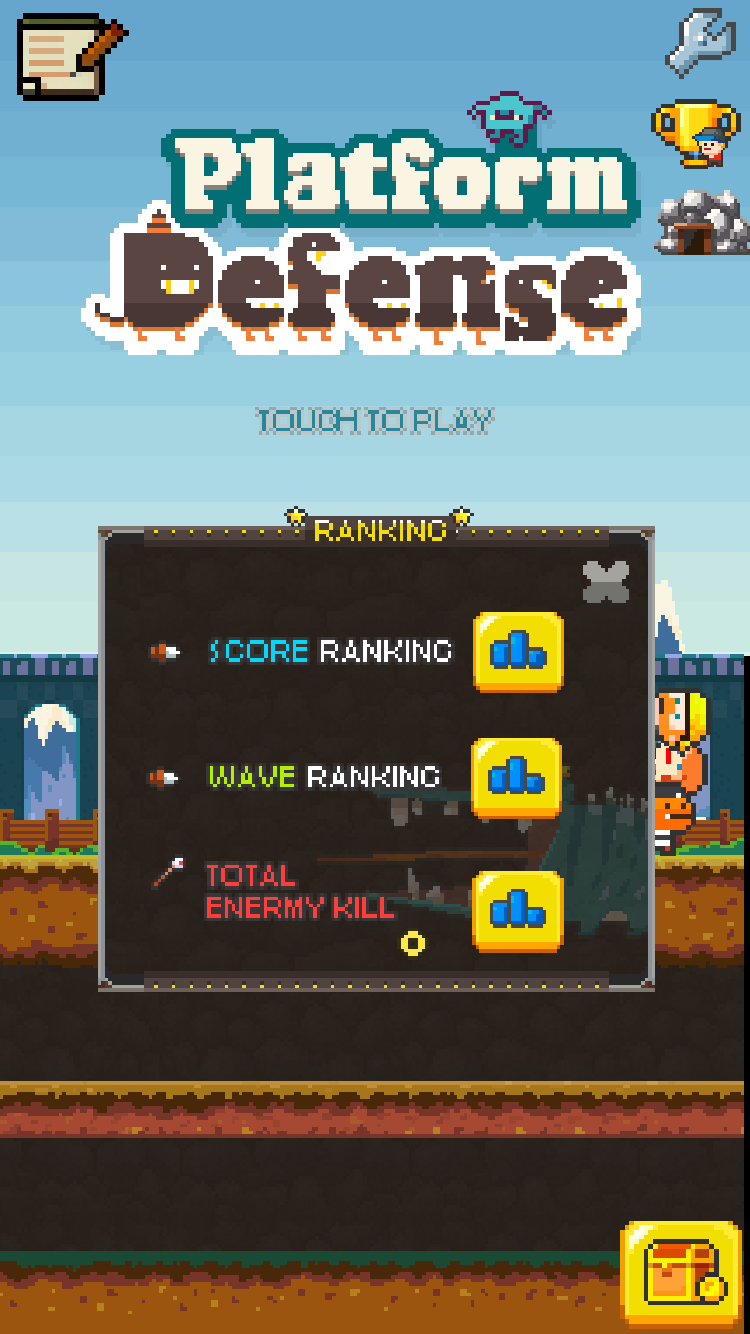 Platform
Defense
TOUCH TO PLAY
RANKING
SCORE RANKING
WAVE RANKING
TOTAL
ENERMY KILL